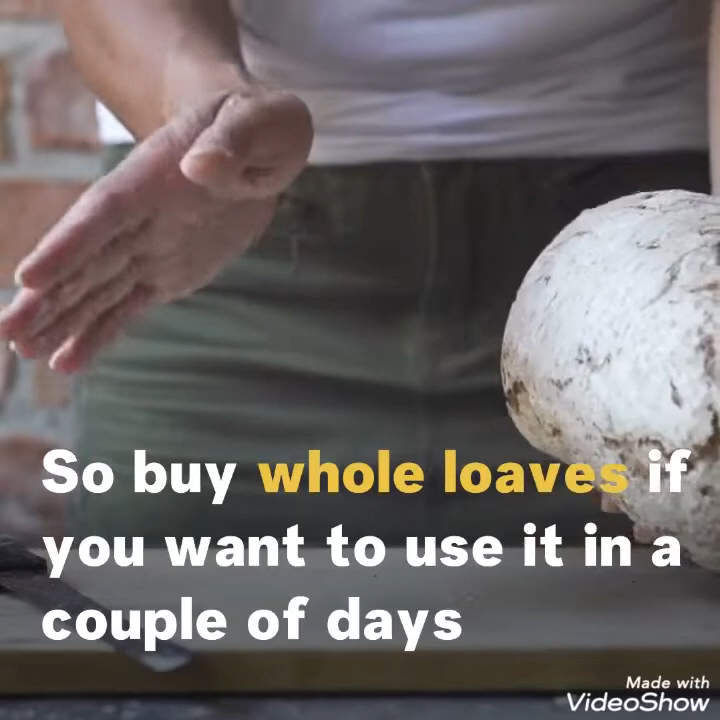 So buy whole loaves if
you want to use it in a
couple of days
Made with
VideoShow